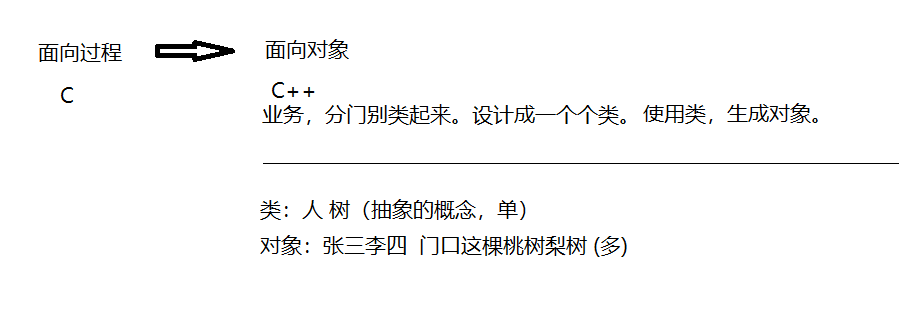 面向过程
面向对象
C
C++
业务，分门别类起来。设计成一个个类。使用类，生成对象。
类：人 树（抽象的概念，单）
对象：张三李四 门口这棵桃树梨树 (多)